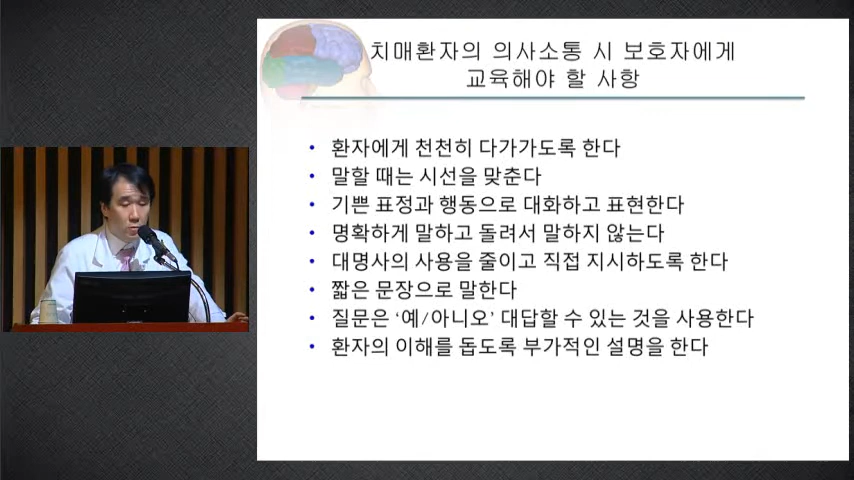 치매환자의 의사소통 시 보호자에게
교육해야 할 사항
• 환자에게 천천히 다가가도록 한다
• 말할 때는 시선을 맞춘다
• 기쁜 표정과 행동으로 대화하고 표현한다
• 명확하게 말하고 돌려서 말하지 않는다
• 대명사의 사용을 줄이고 직접 지시하도록 한다
• 짧은 문장으로 말한다
• 질문은 ‘예/아니오’ 대답할 수 있는 것을 사용한다
• 환자의 이해를 돕도록 부가적인 설명을 한다